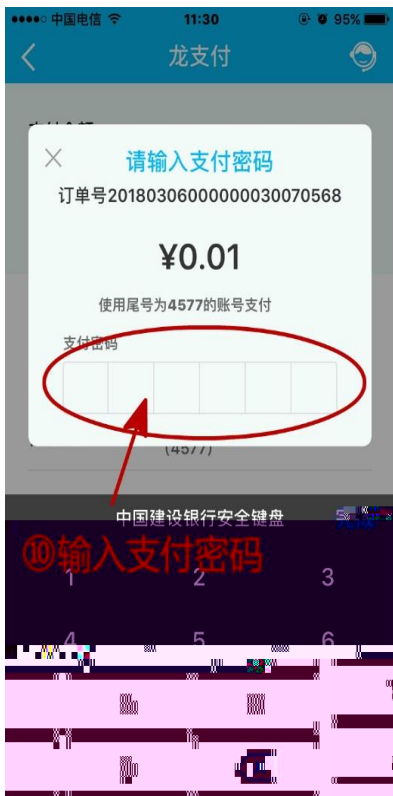 中国电信 11:30 95%
龙支付
请输入支付密码
订单号20180306000000030070568
¥0.01
使用尾号为4577的账号支付
支付密码
(4577)
中国建设银行安全键盘
⑩输入支付密码
1 2 3
4 5 6